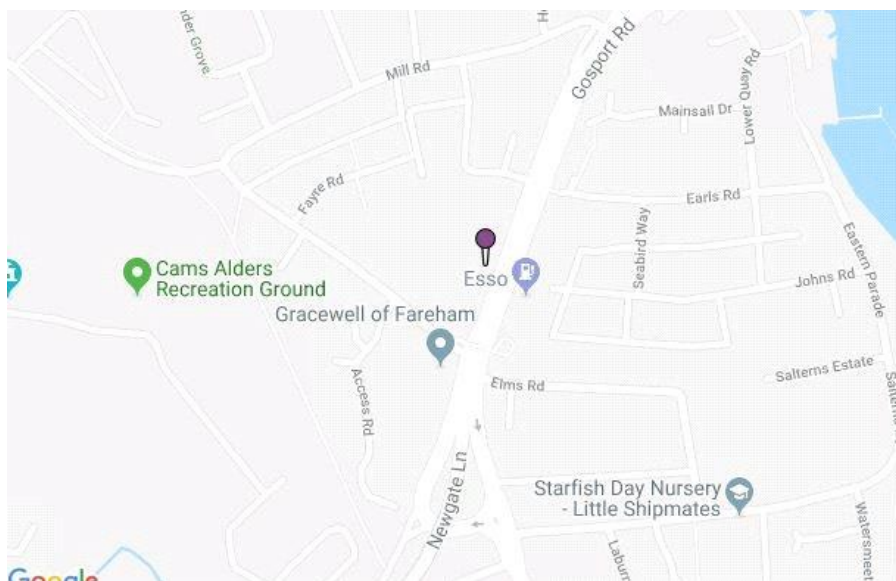 Gosport Rd
Mill Rd
Mainsail Dr
Lower Quay Rd
Fayre Rd
Earls Rd
Seabird Way
Eastern Parade
Cams Alders
Recreation Ground
Esso
Johns Rd
Gracewell of Fareham
Access Rd
Elms Rd
Salterns Estate
Newgate Ln
Starfish Day Nursery
- Little Shipmates
Google